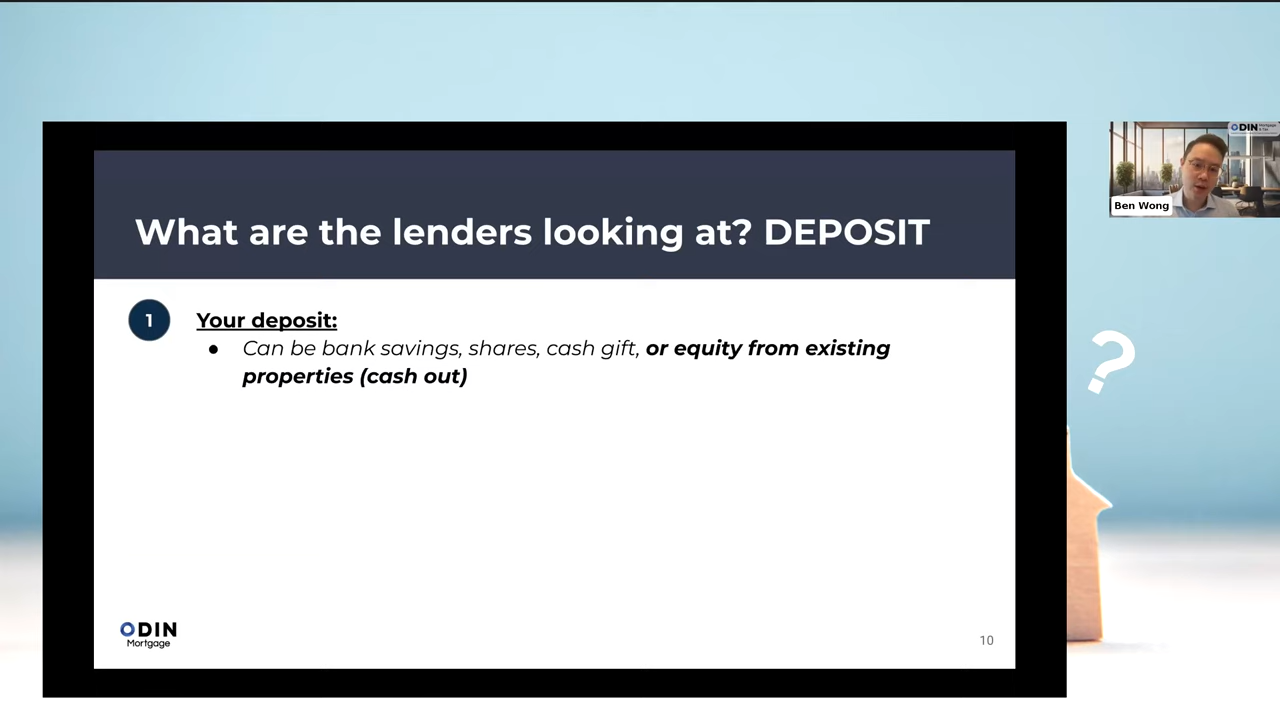 What are the lenders looking at? DEPOSIT
1
Your deposit:
● Can be bank savings, shares, cash gift, or equity from existing
properties (cash out)
ODIN
Mortgage
10
ODIN
Ben Wong
?